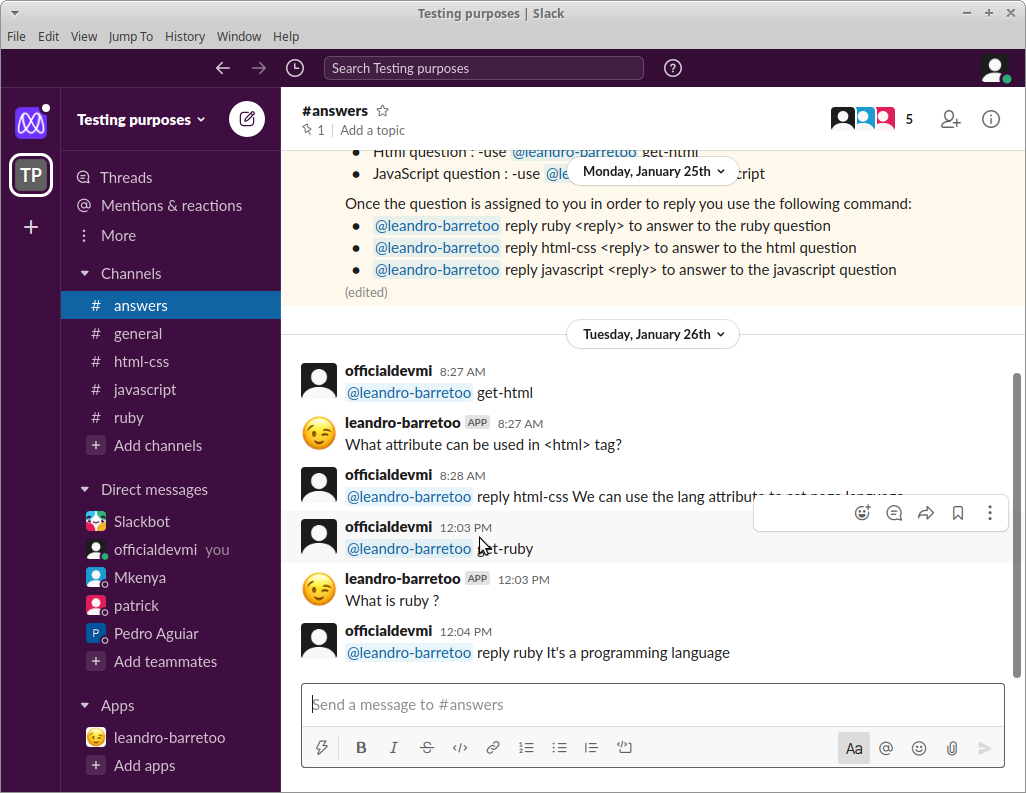 Testing purposes | Slack
File Edit View Jump To History Window Help
Search Testing purposes
TP
Testing purposes
Threads
Mentions & reactions
More
Channels
# answers
# general
# html-css
# javascript
# ruby
+ Add channels
Direct messages
Slackbot
officialdevmi you
Mkenya
patrick
P Pedro Aguiar
+ Add teammates
Apps
leandro-barretoo
+ Add apps
#answers
1 | Add a topic
5
• Html question : -use @leandro-barretoo get-html
Monday, January 25th
• JavaScript question : -use
Once the question is assigned to you in order to reply you use the following command:
• @leandro-barretoo reply ruby <reply> to answer to the ruby question
• @leandro-barretoo reply html-css <reply> to answer to the html question
• @leandro-barretoo reply javascript <reply> to answer to the javascript question
(edited)
Tuesday, January 26th
officialdevmi 8:27 AM
@leandro-barretoo get-html
leandro-barretoo APP 8:27 AM
What attribute can be used in <html> tag?
officialdevmi 8:28 AM
@leandro-barretoo reply html-css We can use the lang attribute to set page language
officialdevmi 12:03 PM
@leandro-barretoo get-ruby
leandro-barretoo APP 12:03 PM
What is ruby ?
officialdevmi 12:04 PM
@leandro-barretoo reply ruby It's a programming language
Send a message to #answers
B I S </> Aa @